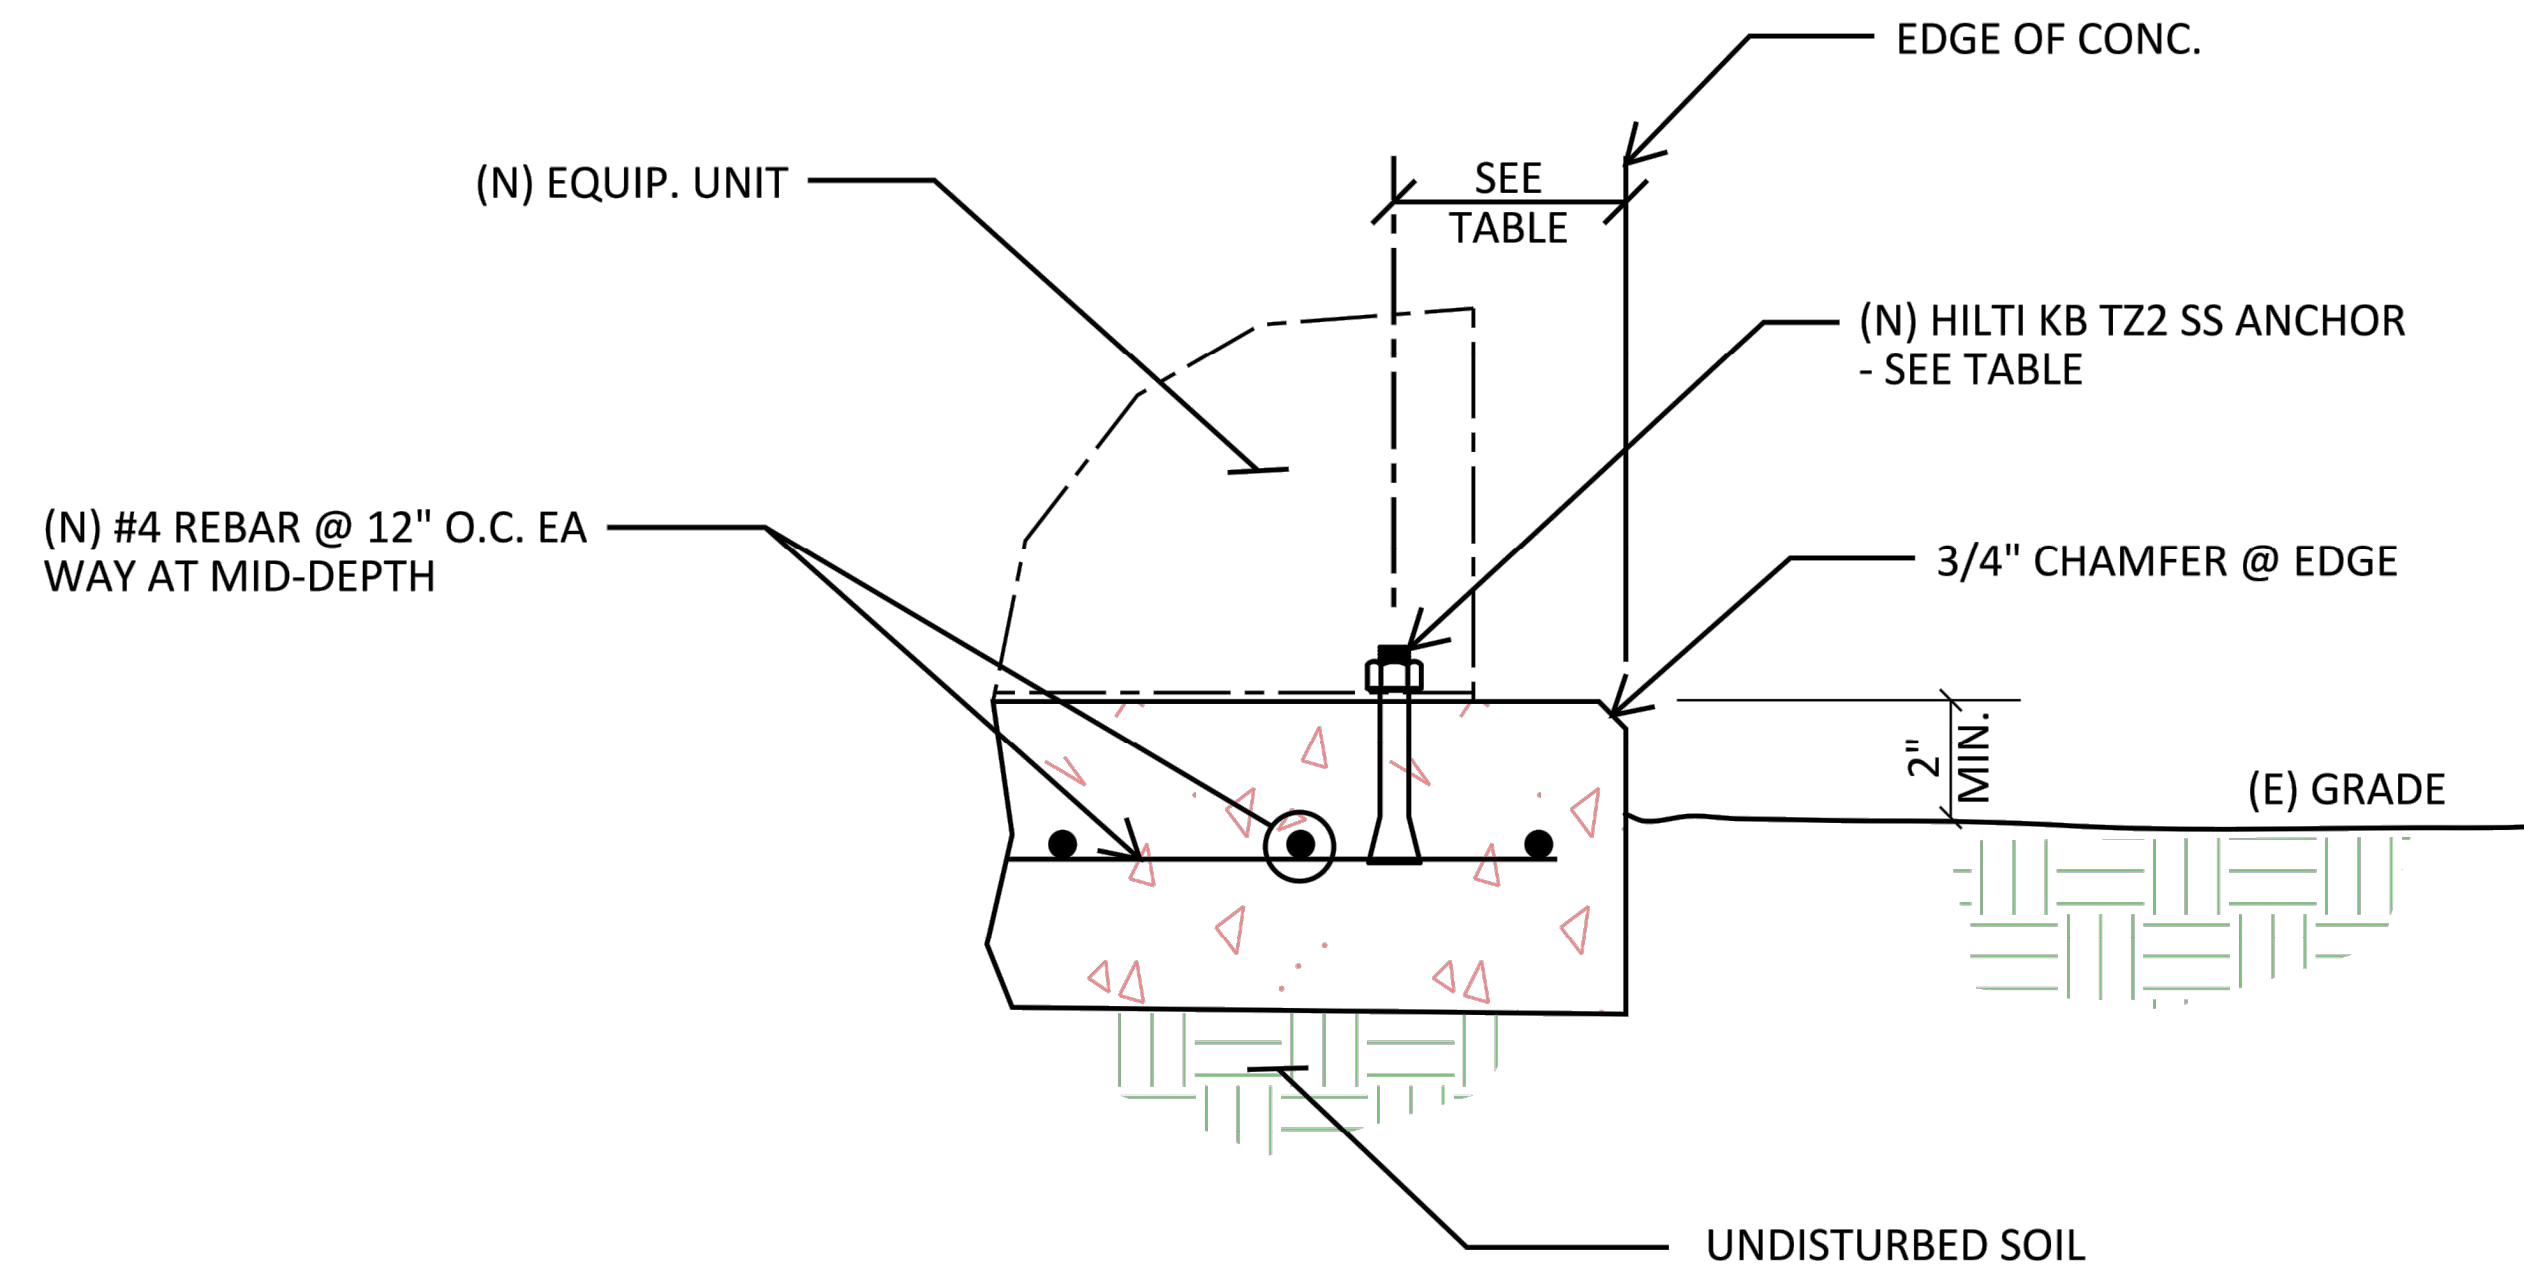 EDGE OF CONC.
(N) EQUIP. UNIT
SEE
TABLE
(N) HILTI KB TZ2 SS ANCHOR
- SEE TABLE
(N) #4 REBAR @ 12" O.C. EA
WAY AT MID-DEPTH
3/4" CHAMFER @ EDGE
2"
MIN.
(E) GRADE
UNDISTURBED SOIL